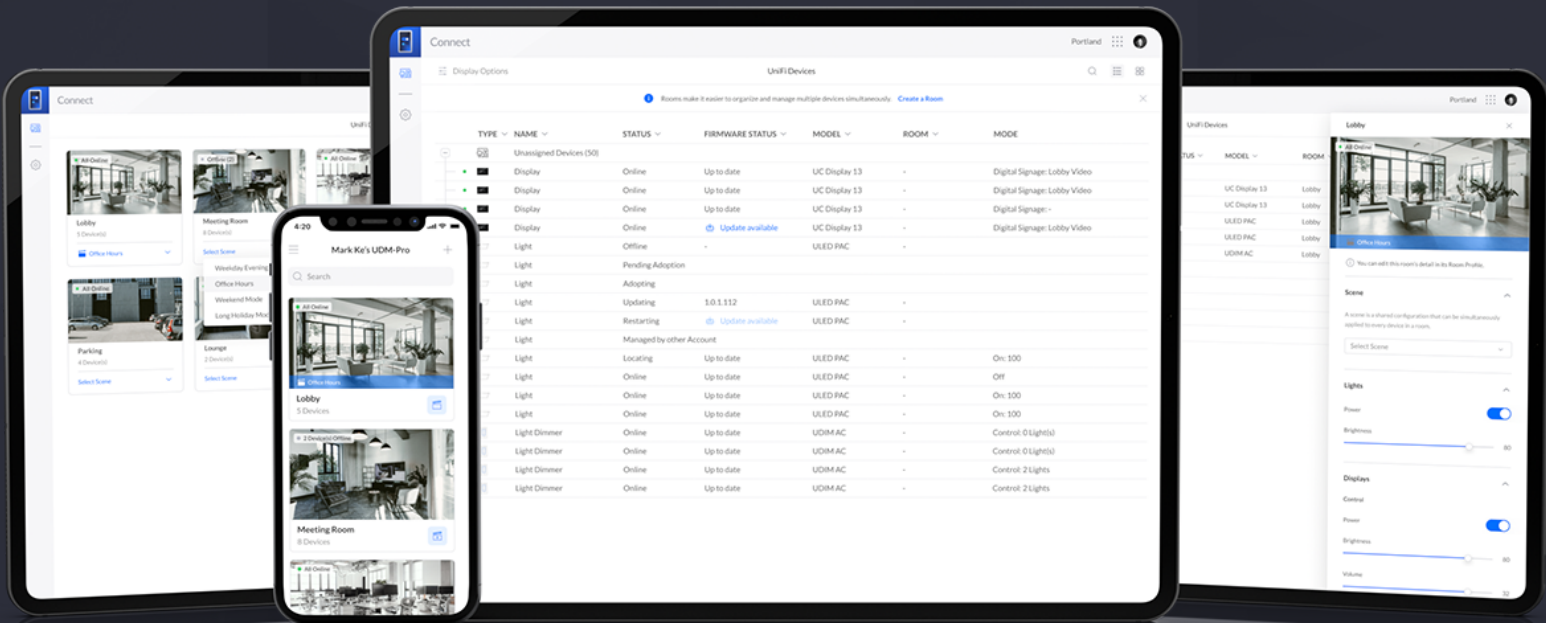 Connect
UniFi D
All Online
Lobby
5 Device(s)
Office Hours
Offline (2)
Meeting Room
8 Device(s)
Select Scene
All Online
Weekday Evening
Office Hours
Weekend Mode
Long Holiday Mod
All Online
Parking
4 Device(s)
Select Scene
Lounge
2 Device(s)
Select Scene
4:20
Mark Ke's UDM-Pro
Search
All Online
Office Hours
Lobby
5 Devices
2 Device(s) Offline
Meeting Room
8 Devices
All Online
Connect
Portland
Display Options
UniFi Devices
Rooms make it easier to organize and manage multiple devices simultaneously. Create a Room
TYPE NAME STATUS FIRMWARE STATUS MODEL ROOM MODE
Unassigned Devices (50)
Display Online Up to date UC Display 13 - Digital Signage: Lobby Video
Display Online Up to date UC Display 13 - Digital Signage: Lobby Video
Display Online Up to date UC Display 13 - Digital Signage: -
Display Online Update available UC Display 13 - Digital Signage: Lobby Video
Light Offline - ULED PAC -
Light Pending Adoption
Light Adopting
Light Updating 1.0.1.112 ULED PAC -
Light Restarting Update available ULED PAC -
Light Managed by other Account
Light Locating Up to date ULED PAC - On: 100
Light Online Up to date ULED PAC - Off
Light Online Up to date ULED PAC - On: 100
Light Online Up to date ULED PAC - On: 100
Light Dimmer Online Up to date UDIM AC - Control: 0 Light(s)
Light Dimmer Online Up to date UDIM AC - Control: 0 Light(s)
Light Dimmer Online Up to date UDIM AC - Control: 2 Lights
Light Dimmer Online Up to date UDIM AC - Control: 2 Lights
Portland
UniFi Devices
TUS MODEL ROOM
UC Display 13 Lobby
UC Display 13 Lobby
ULED PAC Lobby
ULED PAC Lobby
UDIM AC Lobby
Lobby
All Online
Office Hours
You can edit this room's detail in its Room Profile.
Scene
A scene is a shared configuration that can be simultaneously
applied to every device in a room.
Select Scene
Lights
Power
Brightness
80
Displays
Control
Power
Brightness
80
Volume
32